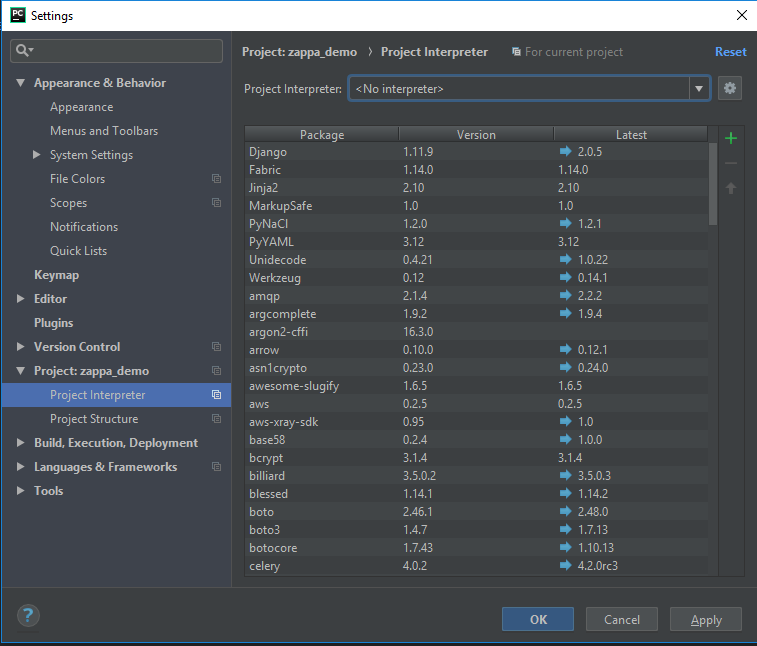 PC Settings
Project: zappa_demo › Project Interpreter For current project Reset
Appearance & Behavior
Appearance
Menus and Toolbars
System Settings
File Colors
Scopes
Notifications
Quick Lists
Keymap
Editor
Plugins
Version Control
Project: zappa_demo
Project Interpreter
Project Structure
Build, Execution, Deployment
Languages & Frameworks
Tools
Project Interpreter: <No interpreter>
Package Version Latest
Django 1.11.9 2.0.5
Fabric 1.14.0 1.14.0
Jinja2 2.10 2.10
MarkupSafe 1.0 1.0
PyNaCl 1.2.0 1.2.1
PyYAML 3.12 3.12
Unidecode 0.4.21 1.0.22
Werkzeug 0.12 0.14.1
amqp 2.1.4 2.2.2
argcomplete 1.9.2 1.9.4
argon2-cffi 16.3.0
arrow 0.10.0 0.12.1
asn1crypto 0.23.0 0.24.0
awesome-slugify 1.6.5 1.6.5
aws 0.2.5 0.2.5
aws-xray-sdk 0.95 1.0
base58 0.2.4 1.0.0
bcrypt 3.1.4 3.1.4
billiard 3.5.0.2 3.5.0.3
blessed 1.14.1 1.14.2
boto 2.46.1 2.48.0
boto3 1.4.7 1.7.13
botocore 1.7.43 1.10.13
celery 4.0.2 4.2.0rc3
? OK Cancel Apply